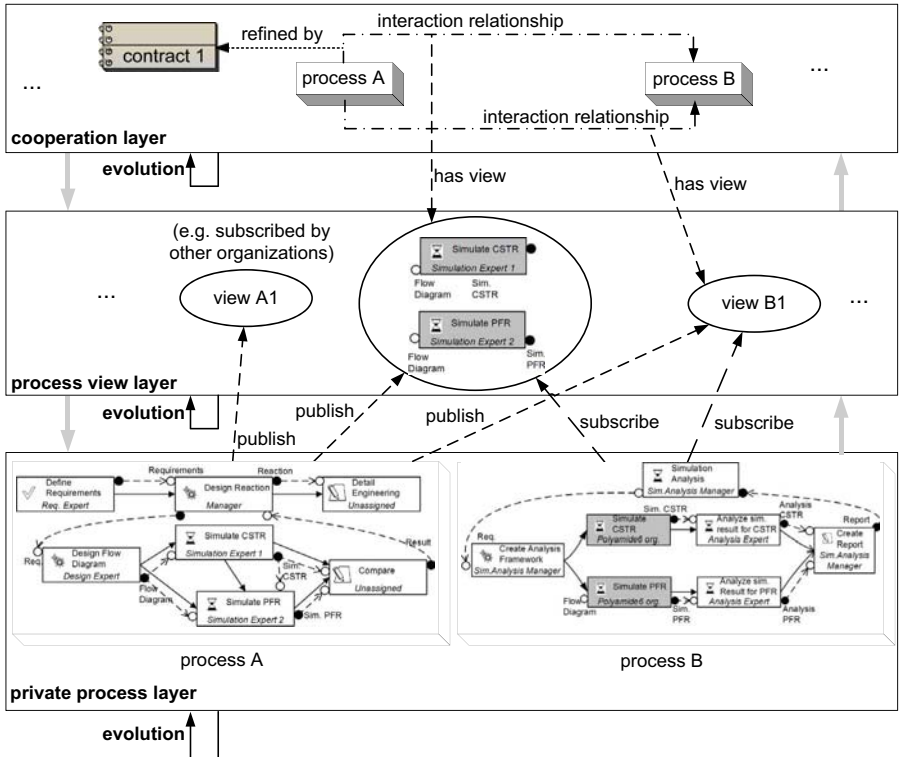 interaction relationship
refined by
contract 1
process A
process B
...
...
interaction relationship
cooperation layer
evolution
has view
has view
(e.g. subscribed by
other organizations)
Simulate CSTR
Simulation Expert 1
Flow
Diagram
Sim.
CSTR
...
view A1
view B1
...
Simulate PFR
Simulation Expert 2
Flow
Diagram
Sim.
PFR
process view layer
evolution
publish
publish
publish
subscribe
subscribe
Define
Requirements
Req. Expert
Requirements
Design Reaction
Manager
Reaction
Detail
Engineering
Unassigned
Simulate CSTR
Simulation Expert 1
Req.
Design Flow
Diagram
Design Expert
Flow
Diagram
Sim.
CSTR
Simulate PFR
Simulation Expert 2
Sim. PFR
Compare
Unassigned
Result
Simulation
Analysis
Sim.Analysis Manager
Req.
Create Analysis
Framework
Sim.Analysis Manager
Flow
Diagram
Sim. CSTR
Simulate
CSTR
Polyamide6 org.
Analyze sim.
result for CSTR
Analysis Expert
Analysis
CSTR
Simulate PFR
Polyamide6 org.
Sim.
PFR
Analyze sim.
Result for PFR
Analysis Expert
Analysis
PFR
Report
Create
Report
Sim.Analysis
Manager
process A
process B
private process layer
evolution